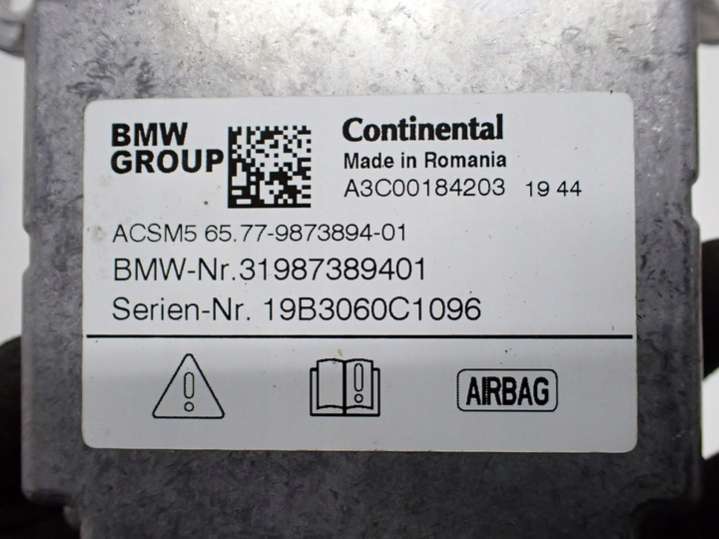 BMW
GROUP
Continental
Made in Romania
A3C00184203 19 44
ACSM5 65.77-9873894-01
BMW-Nr.31987389401
Serien-Nr. 19B3060C1096
AIRBAG